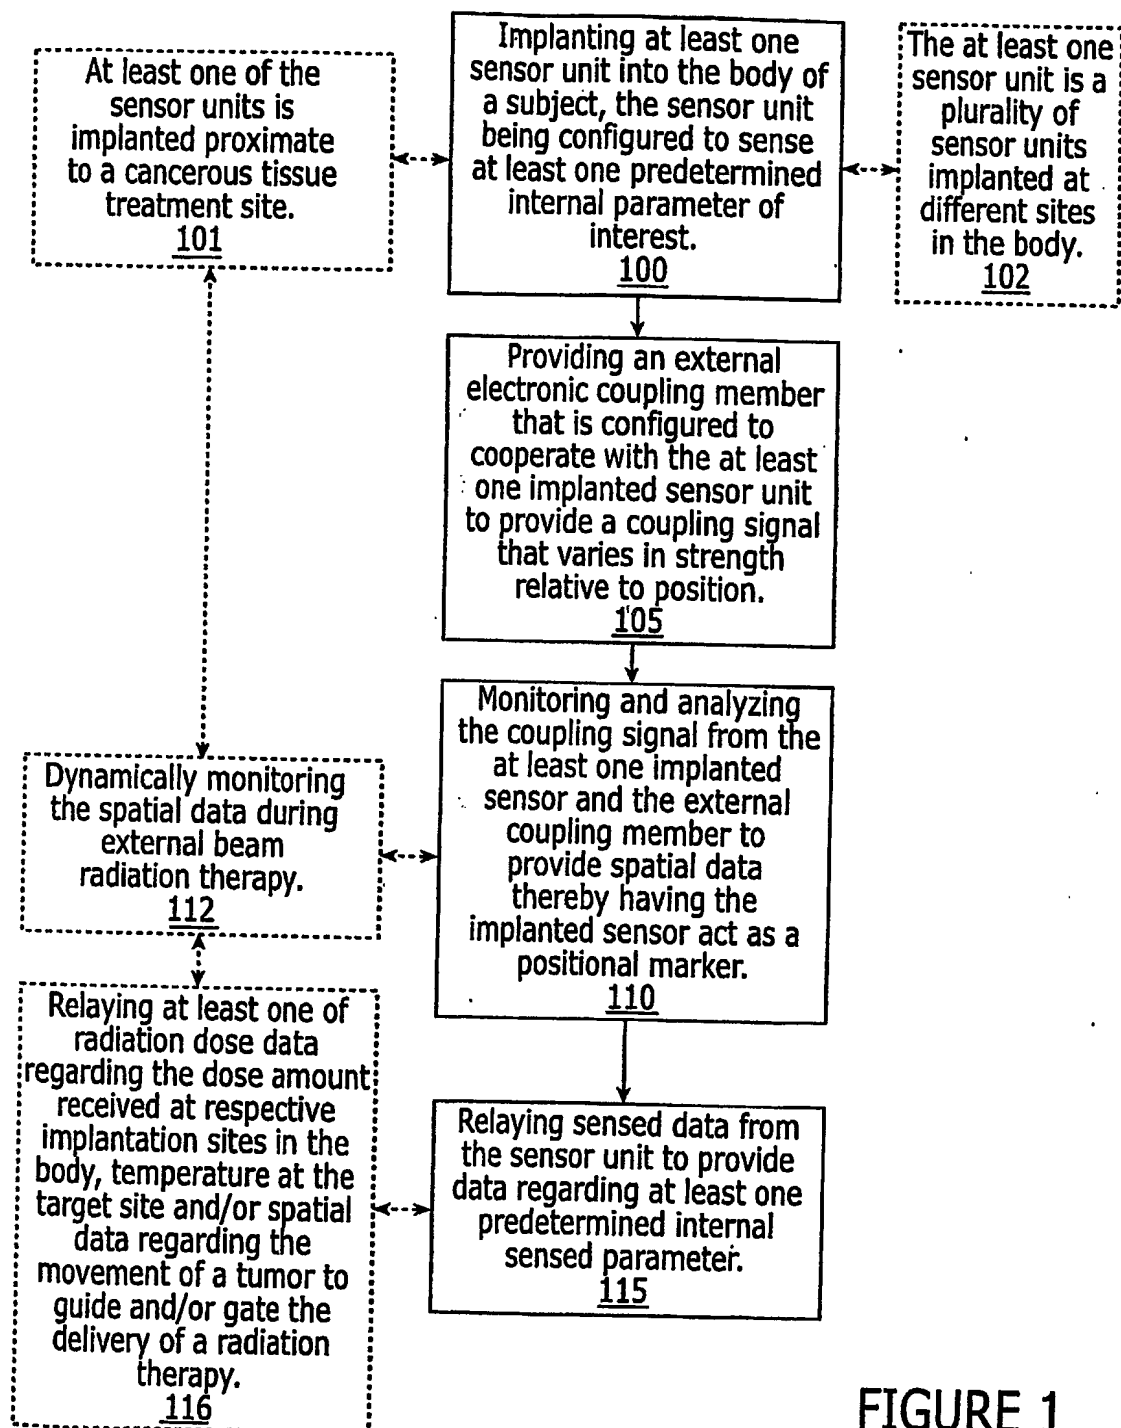 At least one of the
sensor units is
implanted proximate
to a cancerous tissue
treatment site.
101
Implanting at least one
sensor unit into the body of
a subject, the sensor unit
being configured to sense
at least one predetermined
internal parameter of
interest.
100
The at least one
sensor unit is a
plurality of
sensor units
implanted at
different sites
in the body.
102
Providing an external
electronic coupling member
that is configured to
cooperate with the at least
one implanted sensor unit
to provide a coupling signal
that varies in strength
relative to position.
105
Monitoring and analyzing
the coupling signal from the
at least one implanted
sensor and the external
coupling member to
provide spatial data
thereby having the
implanted sensor act as a
positional marker.
110
Dynamically monitoring
the spatial data during
external beam
radiation therapy.
112
Relaying at least one of
radiation dose data
regarding the dose amount
received at respective
implantation sites in the
body, temperature at the
target site and/or spatial
data regarding the
movement of a tumor to
guide and/or gate the
delivery of a radiation
therapy.
116
Relaying sensed data from
the sensor unit to provide
data regarding at least one
predetermined internal
sensed parameter.
115
FIGURE 1